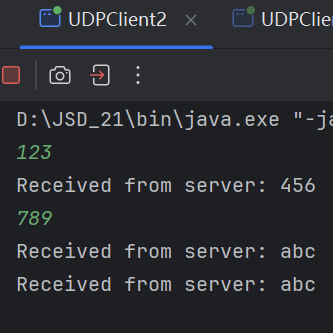 UDPClient2 UDPClie
D:\JSD_21\bin\java.exe "-ja
123
Received from server: 456
789
Received from server: abc
Received from server: abc